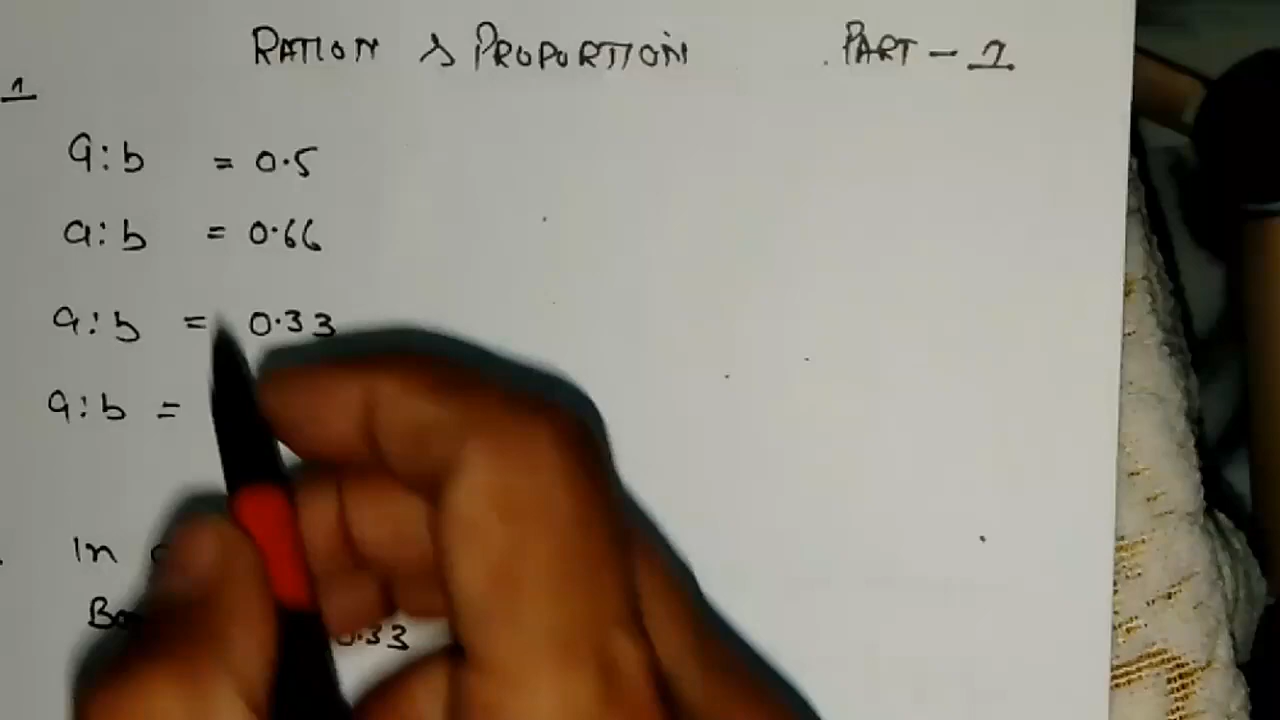 RATION & PROPORTION PART - 1
1
a:b = 0.5
a:b = 0.66
a:b = 0.33
a:b =
In
0.33